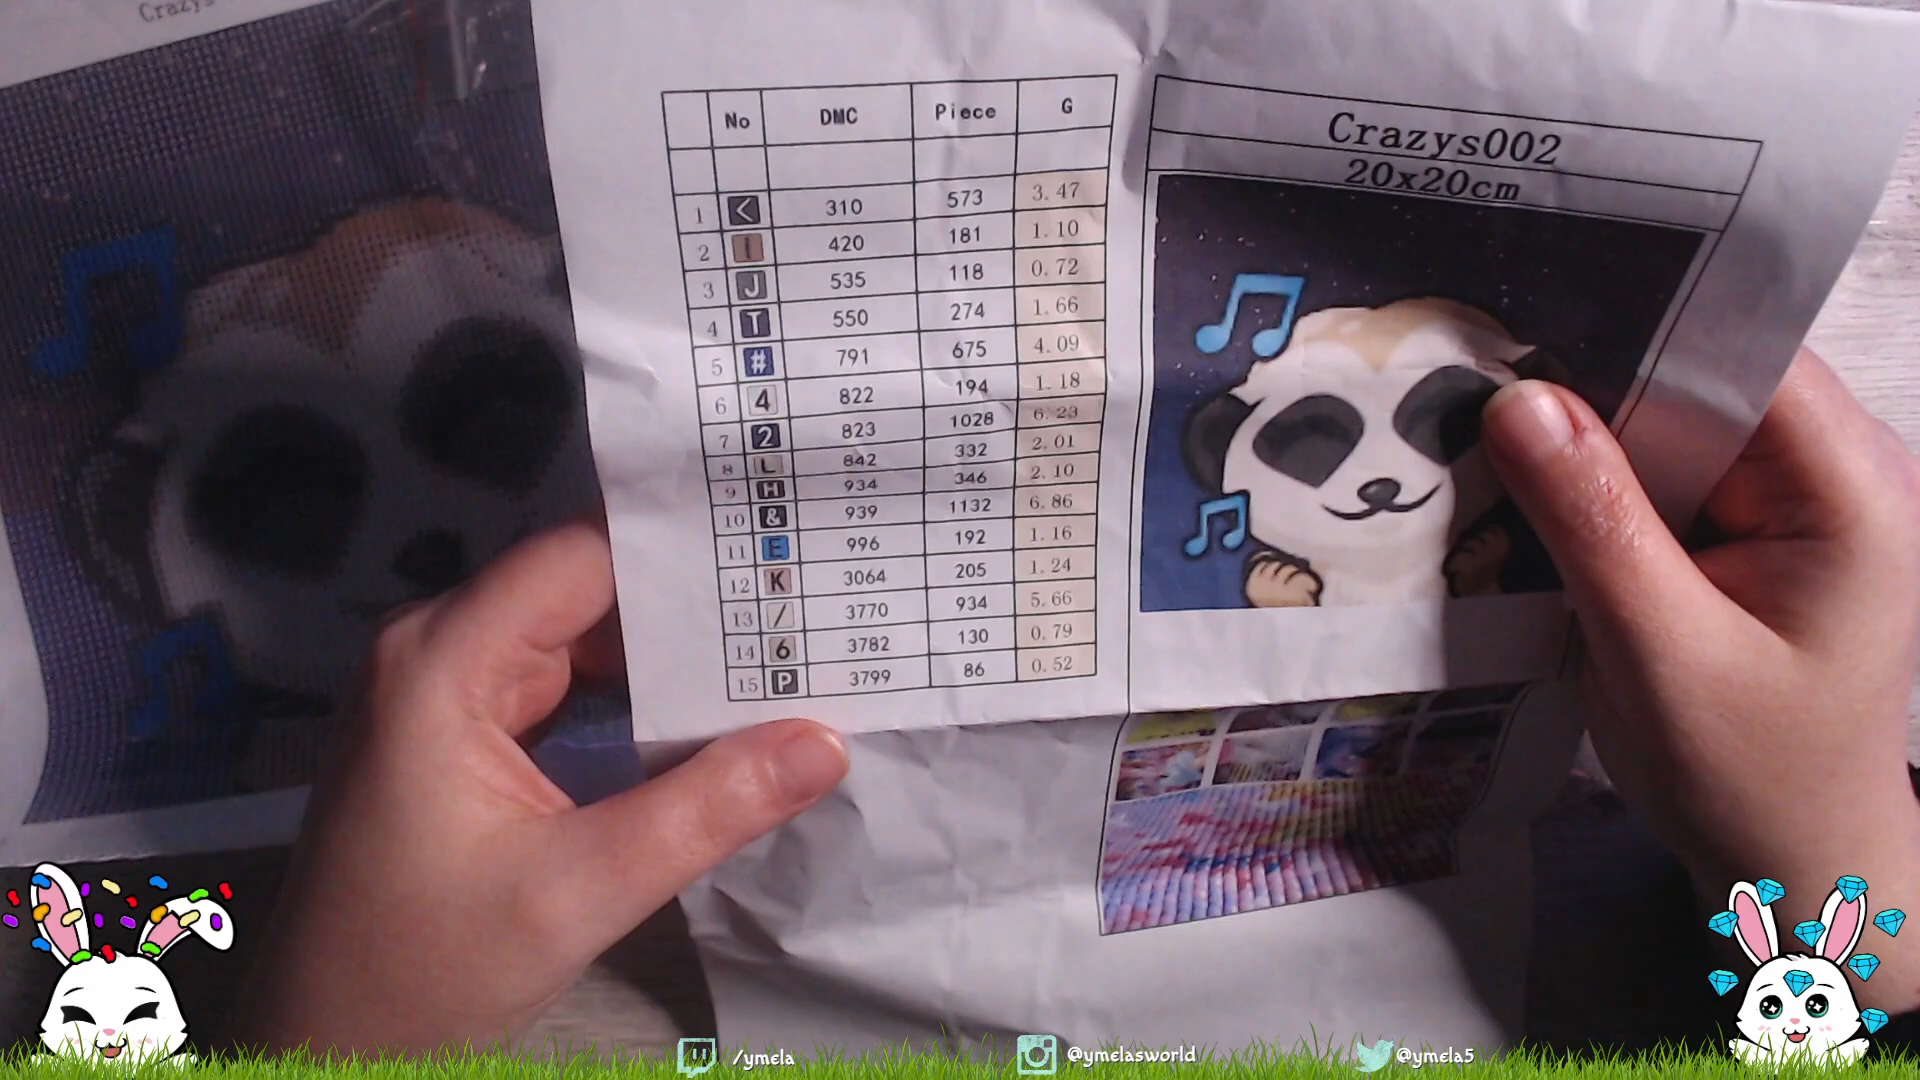 Crazys
No DMC Piece G
1 < 310 573 3.47
2 I 420 181 1.10
3 J 535 118 0.72
4 T 550 274 1.66
5 # 791 675 4.09
6 4 822 194 1.18
7 2 823 1028 6.23
8 L 842 332 2.01
9 H 934 346 2.10
10 & 939 1132 6.86
11 E 996 192 1.16
12 K 3064 205 1.24
13 / 3770 934 5.66
14 6 3782 130 0.79
15 P 3799 86 0.52
Crazys002
20x20cm
/ymela
@ymelasworld
@ymela5